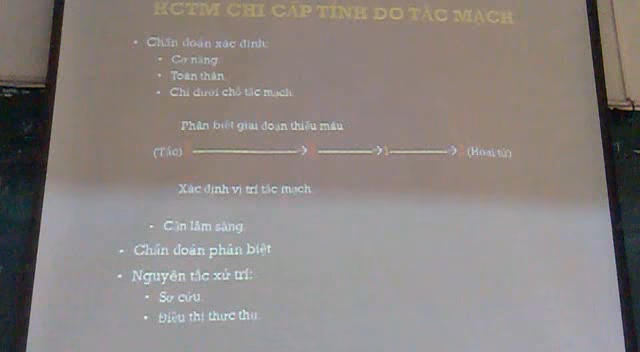 HCTM CHI CẤP TÍNH DO TẮC MẠCH
• Chẩn đoán xác định:
• Cơ năng.
• Toàn thân.
• Chi dưới chỗ tắc mạch.
Phân biệt giai đoạn thiếu máu
(Tắc) (Hoại tử)
Xác định vị trí tắc mạch.
• Cận lâm sàng.
• Chẩn đoán phân biệt
• Nguyên tắc xử trí:
• Sơ cứu.
• Điều thị thực thụ.